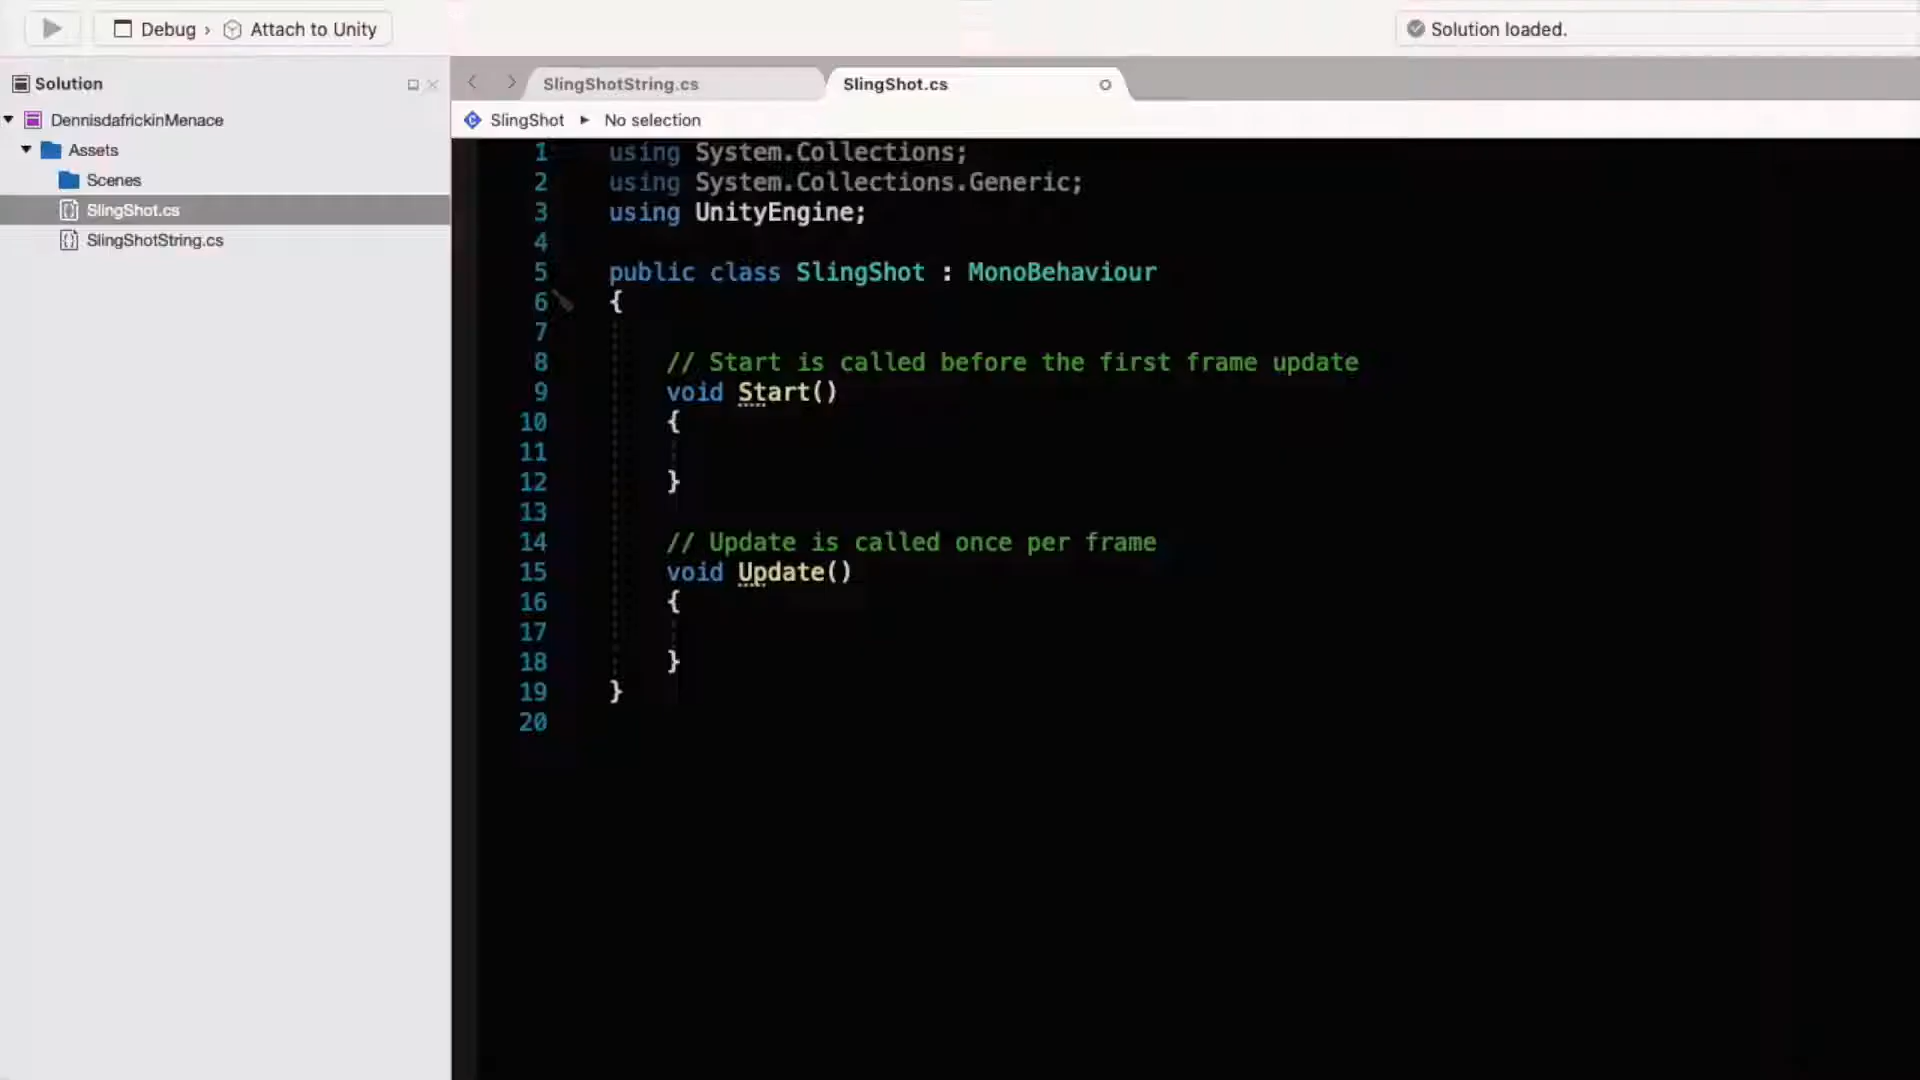 Debug › Attach to Unity
Solution loaded.
Solution
SlingShotString.cs
SlingShot.cs
DennisdafrickinMenace
SlingShot ▸ No selection
Assets
Scenes
SlingShot.cs
SlingShotString.cs
1 using System.Collections;
2 using System.Collections.Generic;
3 using UnityEngine;
4
5 public class SlingShot : MonoBehaviour
6 {
7
8 // Start is called before the first frame update
9 void Start()
10 {
11
12 }
13
14 // Update is called once per frame
15 void Update()
16 {
17
18 }
19 }
20